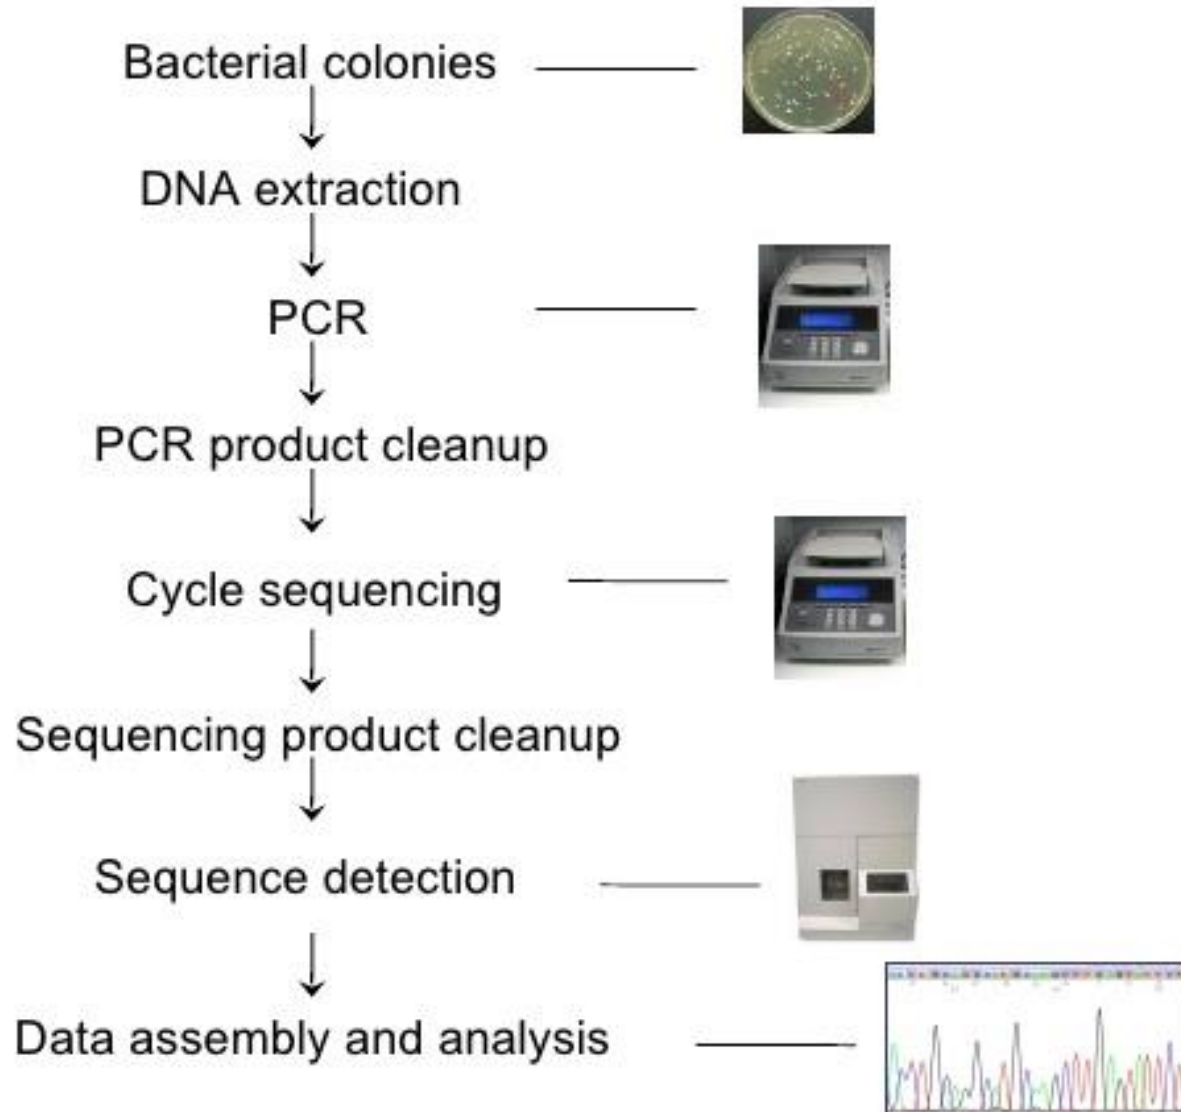 Bacterial colonies
DNA extraction
PCR
PCR product cleanup
Cycle sequencing
Sequencing product cleanup
Sequence detection
Data assembly and analysis